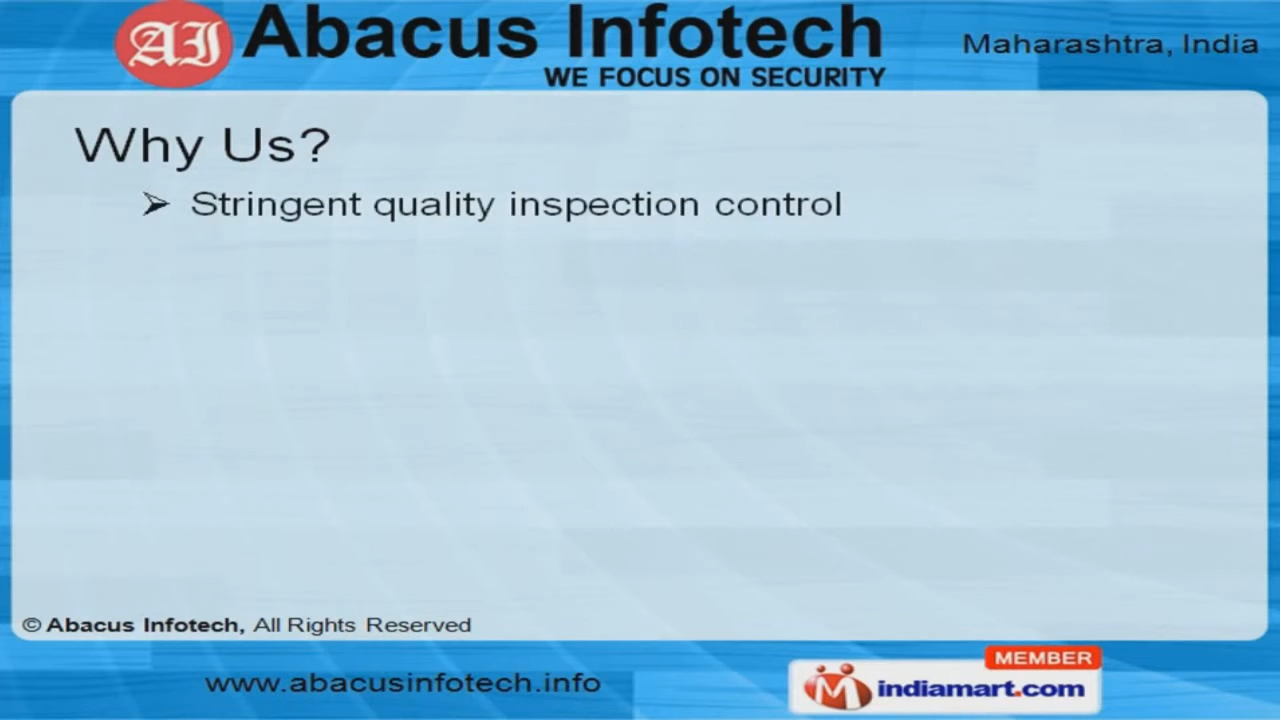 AI Abacus Infotech
WE FOCUS ON SECURITY
Maharashtra, India
Why Us?
➢ Stringent quality inspection control
© Abacus Infotech, All Rights Reserved
www.abacusinfotech.info
MEMBER
indiamart.com